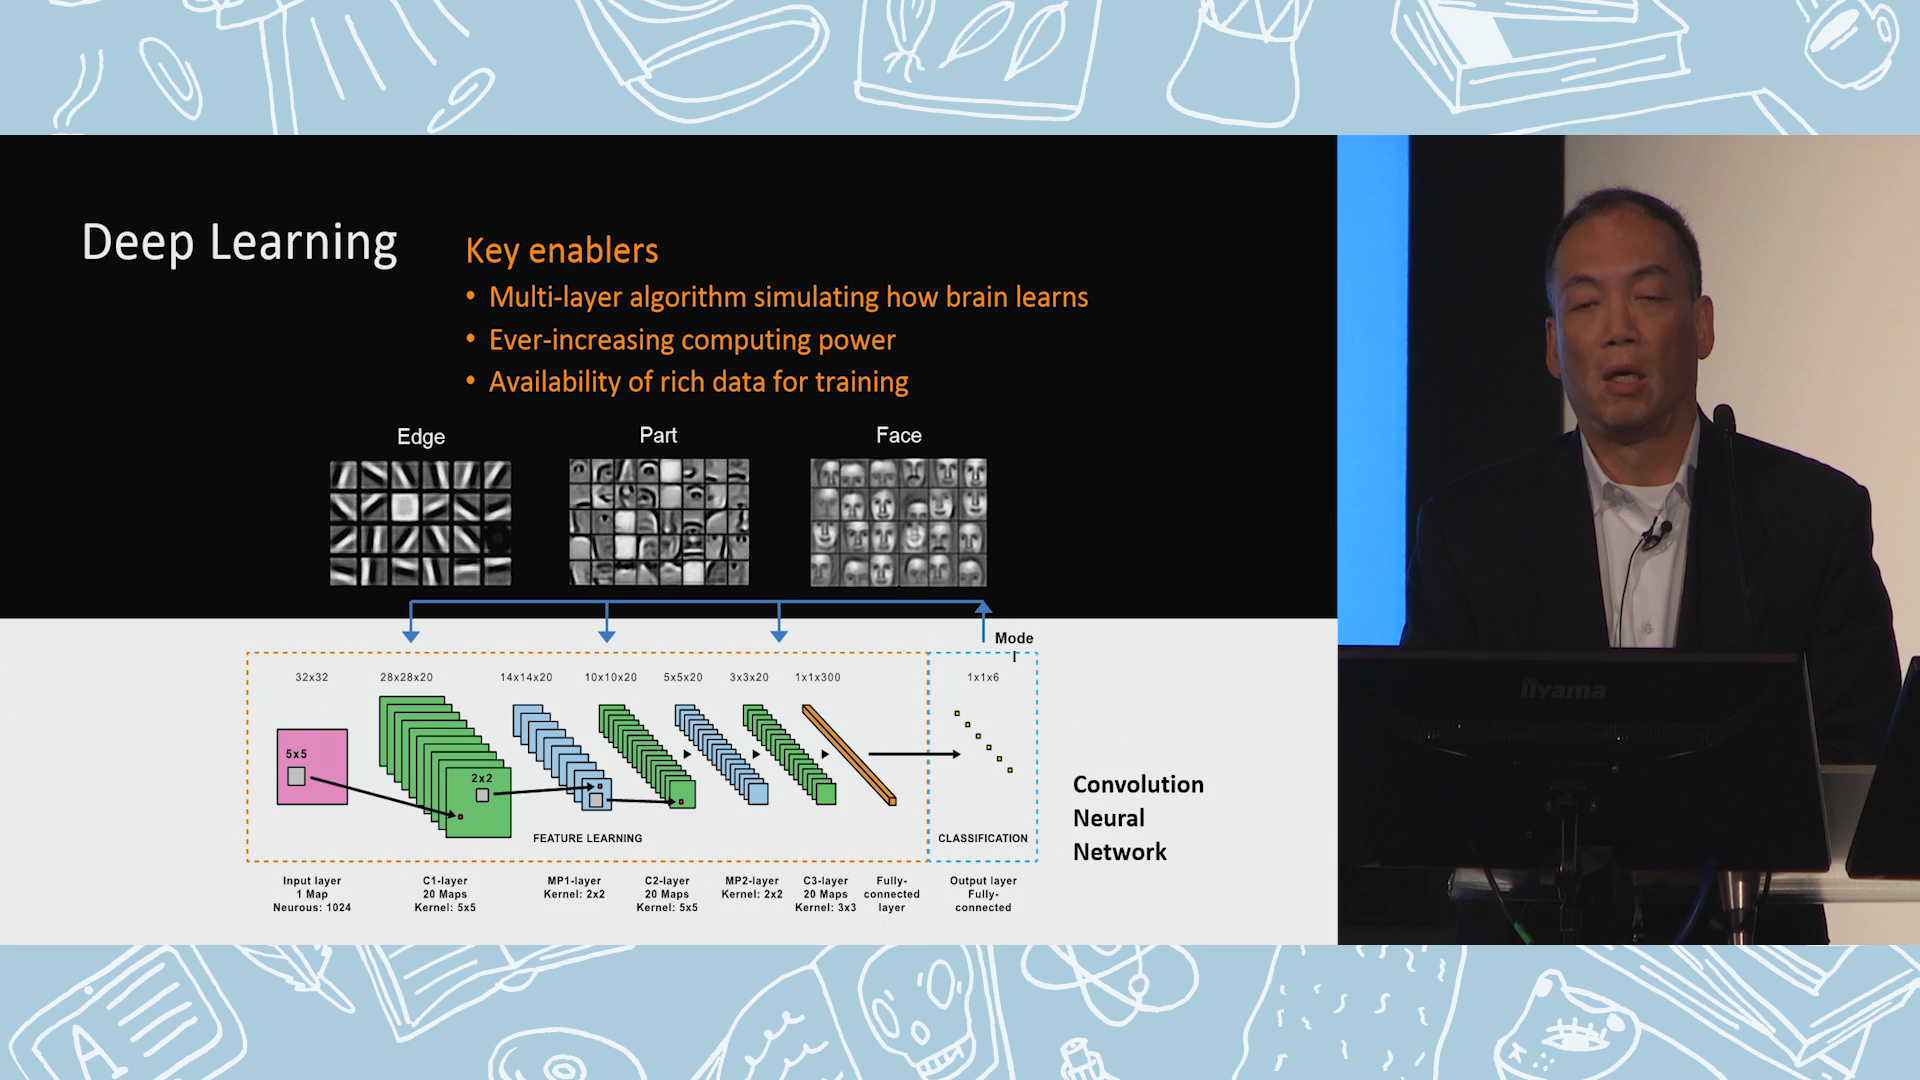 Deep Learning
Key enablers
• Multi-layer algorithm simulating how brain learns
• Ever-increasing computing power
• Availability of rich data for training
Edge
Part
Face
Mode
l
32x32
28x28x20
14x14x20
10x10x20
5x5x20
3x3x20
1x1x300
1x1x6
5x5
2x2
FEATURE LEARNING
CLASSIFICATION
Convolution
Neural
Network
Input layer
1 Map
Neurous: 1024
C1-layer
20 Maps
Kernel: 5x5
MP1-layer
Kernel: 2x2
C2-layer
20 Maps
Kernel: 5x5
MP2-layer
Kernel: 2x2
C3-layer
20 Maps
Kernel: 3x3
Fully-
connected
layer
Output layer
Fully-
connected
iiyama
A